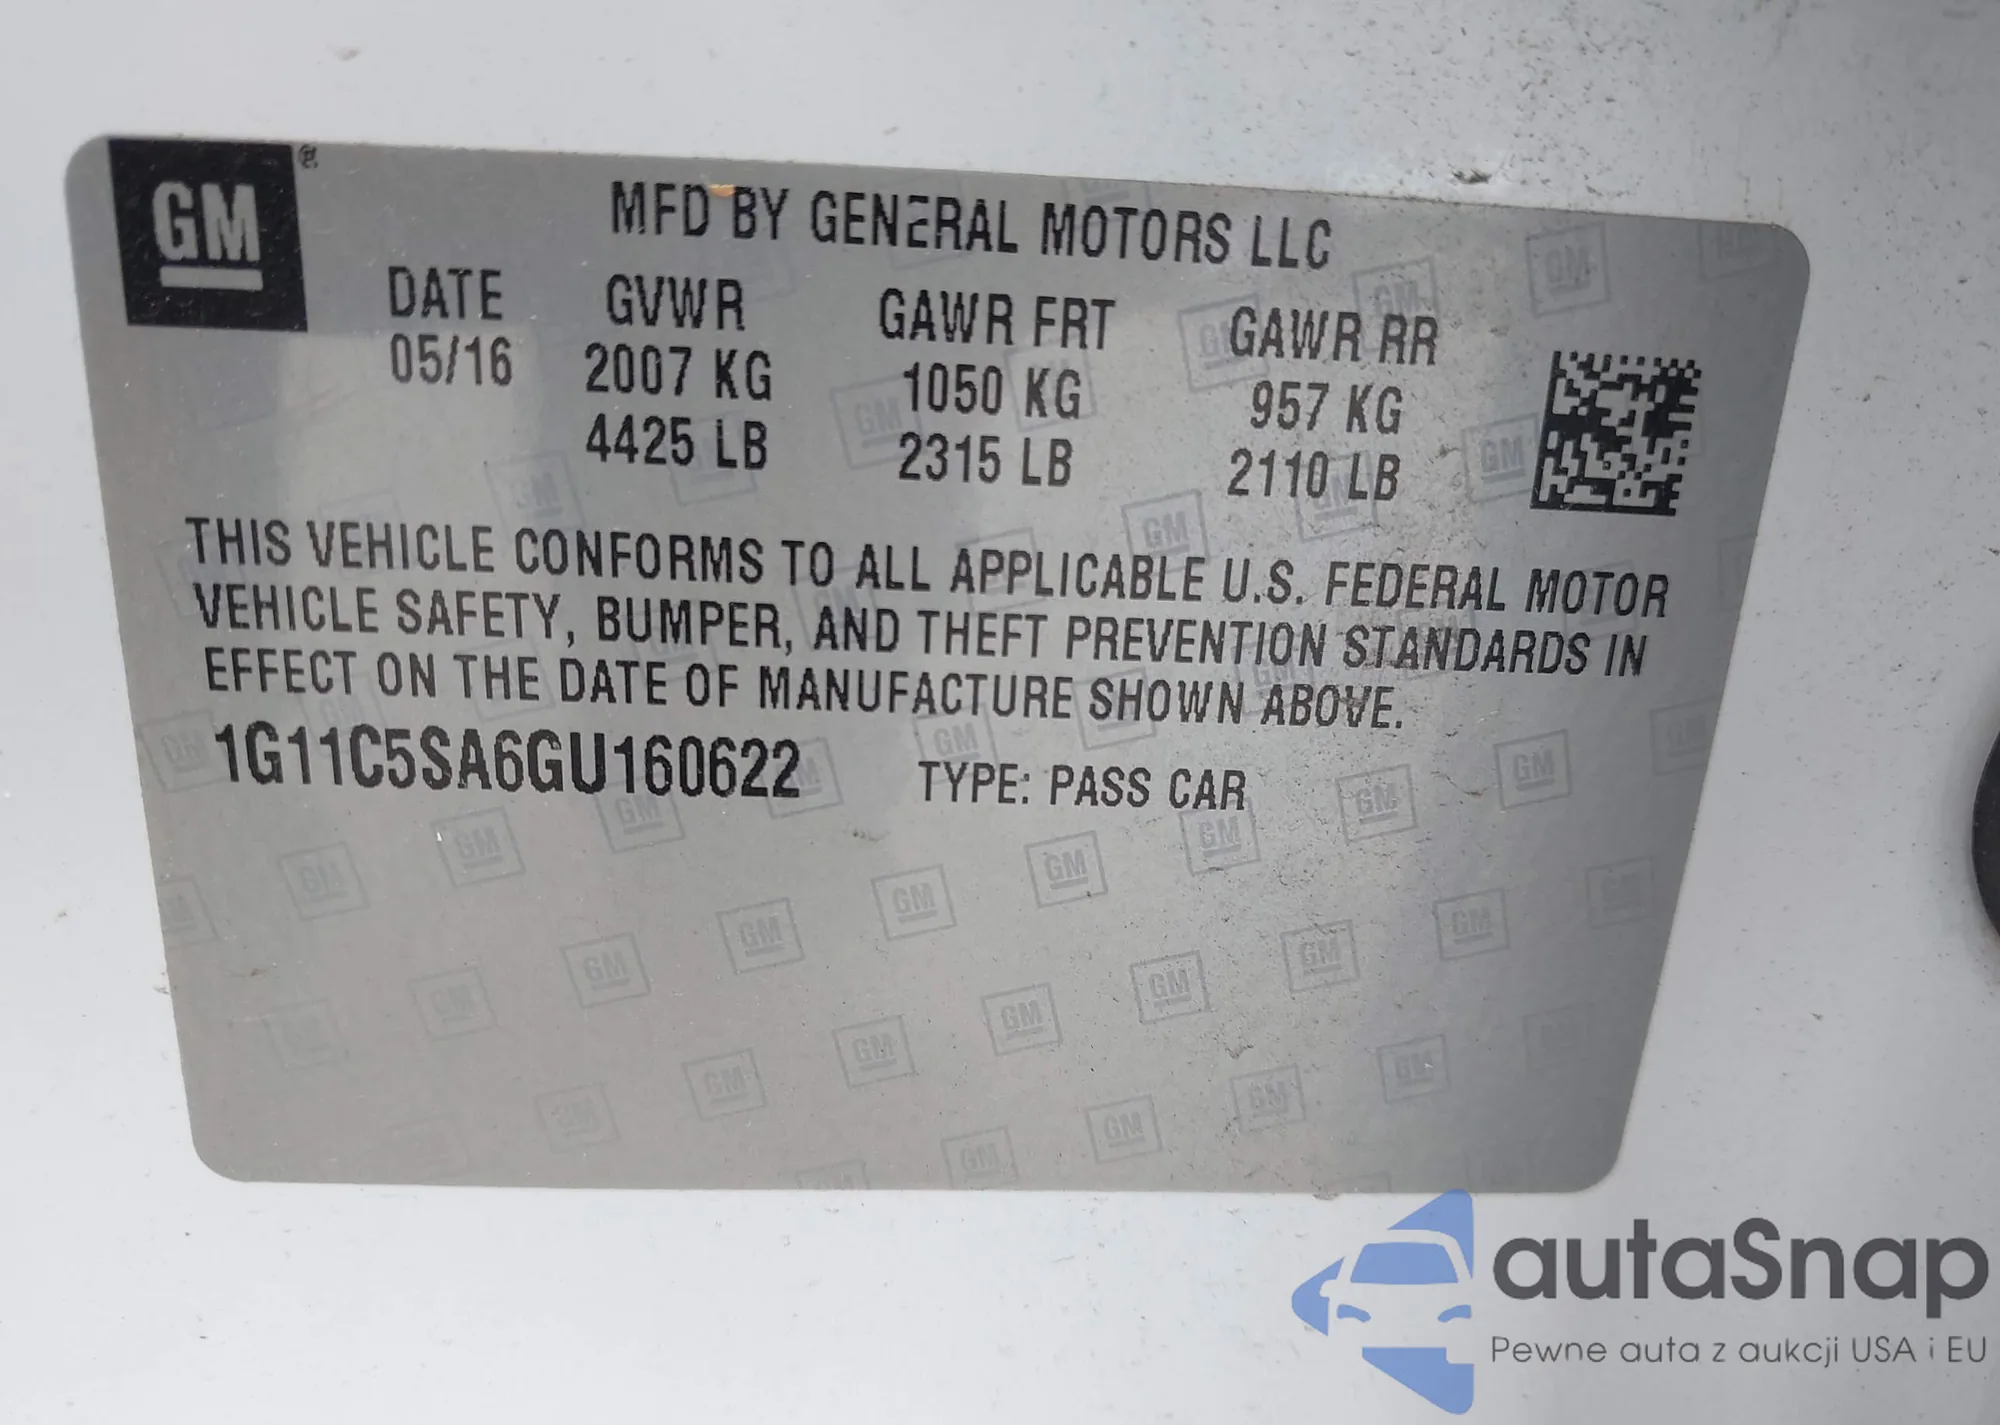 GM
MFD BY GENERAL MOTORS LLC
DATE GVWR GAWR FRT GAWR RR
05/16 2007 KG 1050 KG 957 KG
4425 LB 2315 LB 2110 LB
THIS VEHICLE CONFORMS TO ALL APPLICABLE U.S. FEDERAL MOTOR
VEHICLE SAFETY, BUMPER, AND THEFT PREVENTION STANDARDS IN
EFFECT ON THE DATE OF MANUFACTURE SHOWN ABOVE.
1G11C5SA6GU160622 TYPE: PASS CAR
autaSnap
Pewne auta z aukcji USA i EU